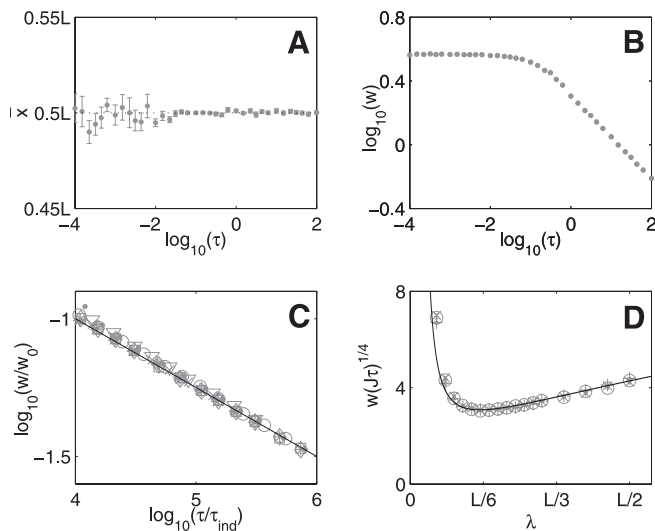 0.55L
A
x̄
0.5L
0.45L
−4
−2
0
2
log10(τ)
B
log10(w)
0.4
0
−0.4
0.8
−4
−2
0
2
log10(τ)
C
log10(w/w0)
−1
−1.5
4
5
6
log10(τ/τind)
D
w(Jτ)1/4
8
4
0
0
L/6
L/3
L/2
λ